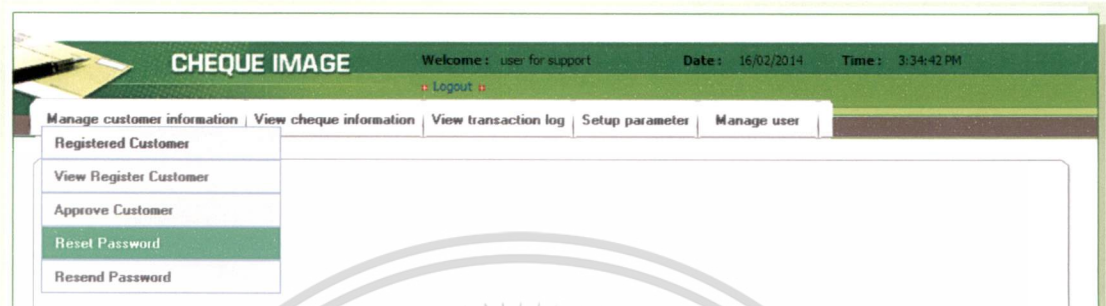 CHEQUE IMAGE Welcome : user for support Date : 16/02/2014 Time : 3:34:42 PM
Logout
Manage customer information View cheque information View transaction log Setup parameter Manage user
Registered Customer
View Register Customer
Approve Customer
Reset Password
Resend Password